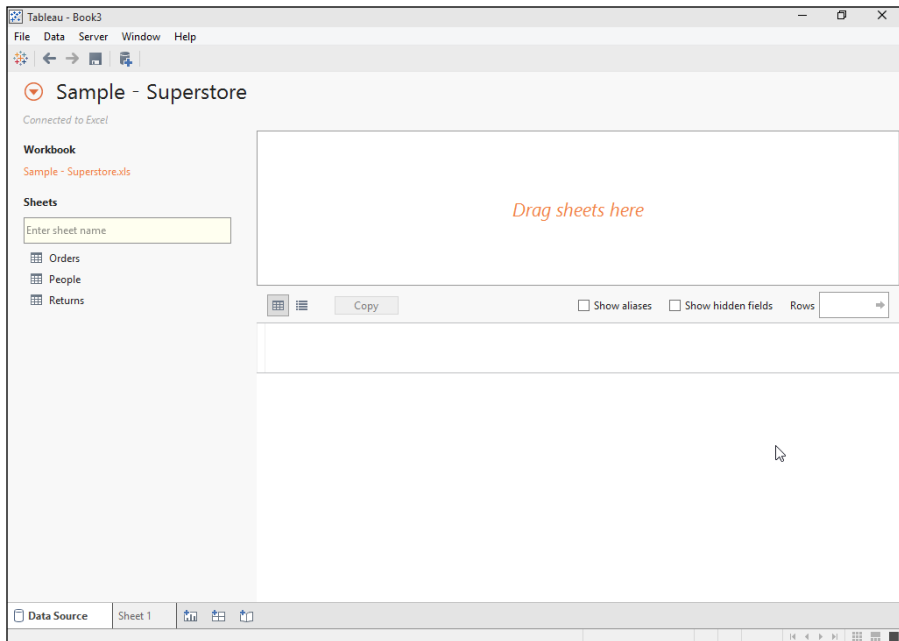 Tableau - Book3
File Data Server Window Help
Sample - Superstore
Connected to Excel
Workbook
Sample - Superstore.xls
Sheets
Enter sheet name
Orders
People
Returns
Drag sheets here
Copy Show aliases Show hidden fields Rows
Data Source Sheet 1